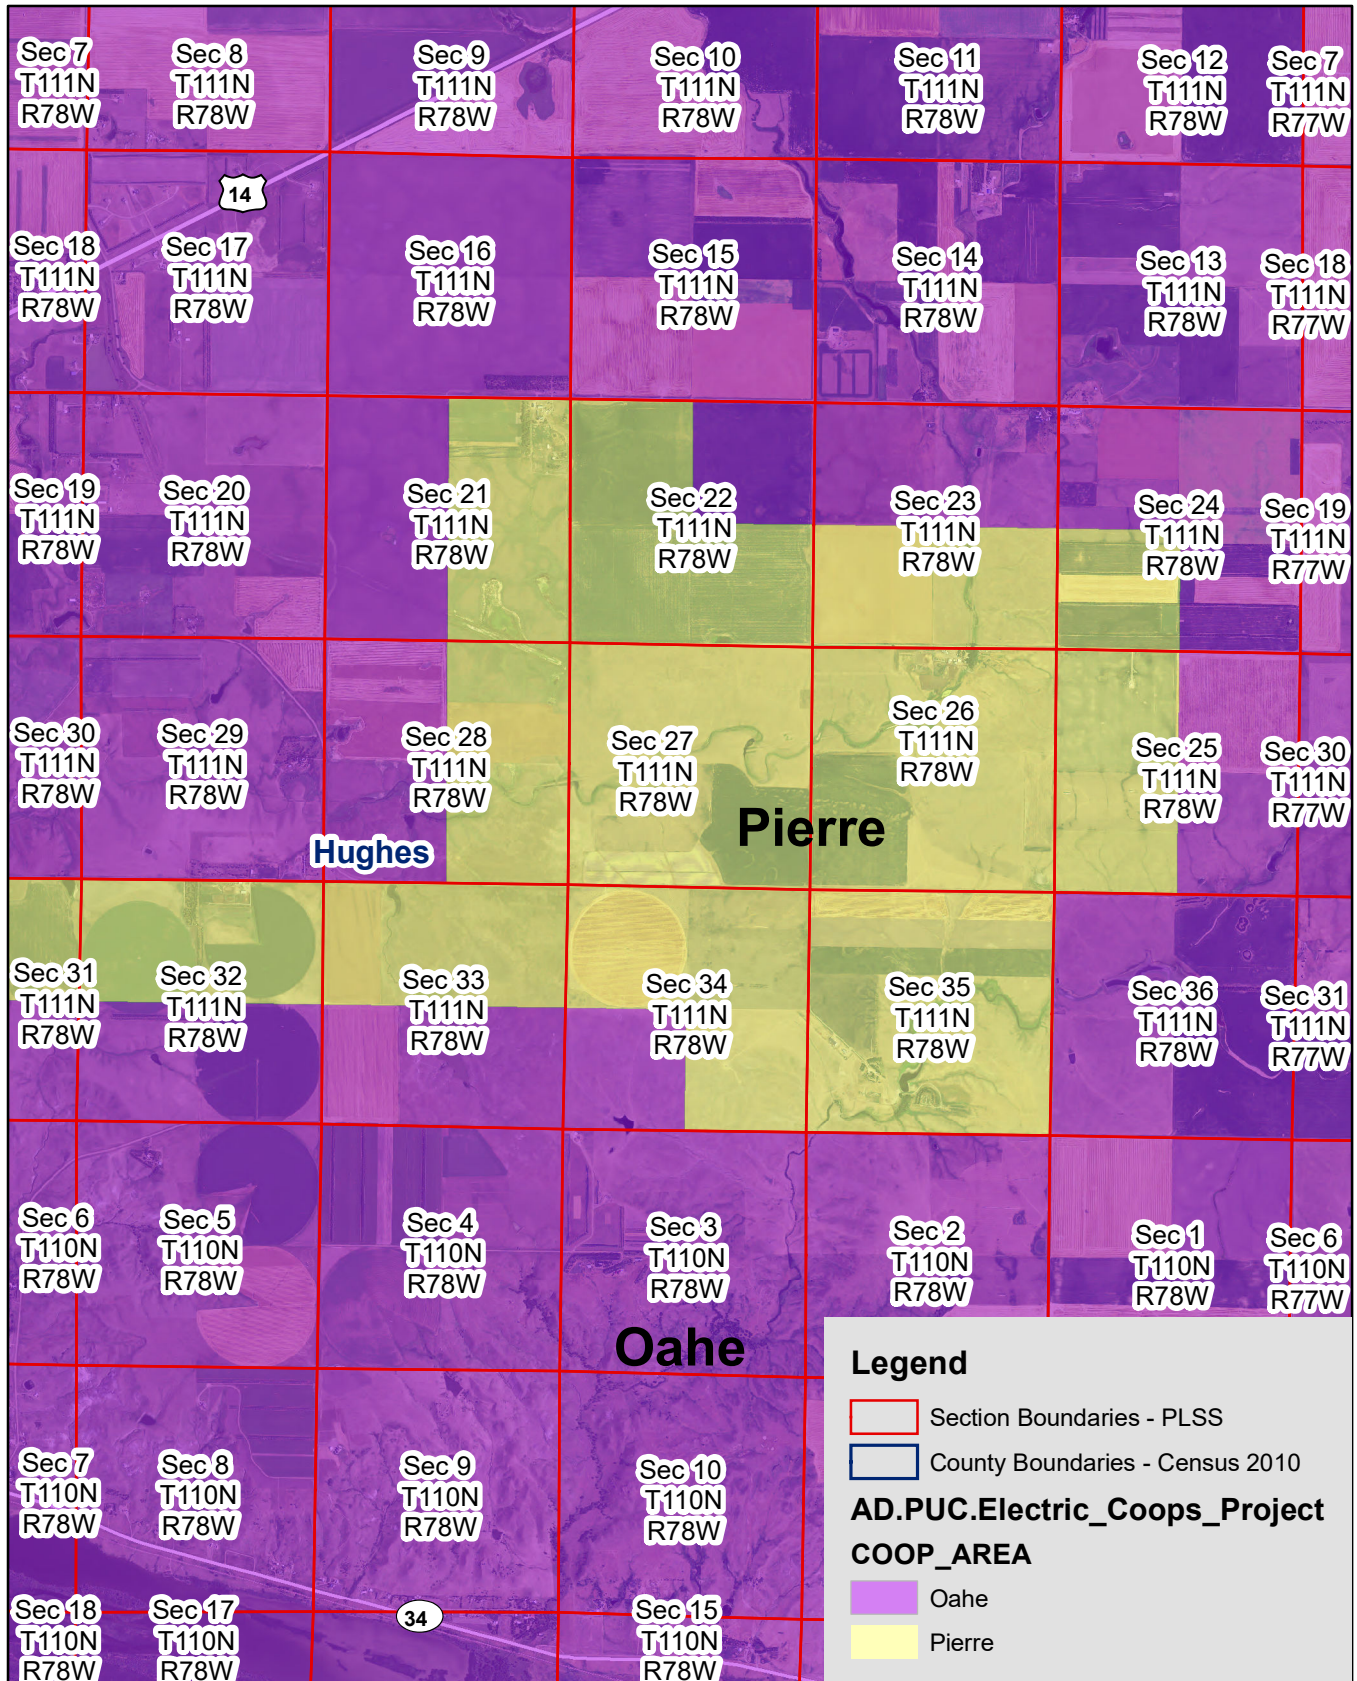 Sec 7
T111N
R78W
Sec 8
T111N
R78W
Sec 9
T111N
R78W
Sec 10
T111N
R78W
Sec 11
T111N
R78W
Sec 12
T111N
R78W
Sec 7
T111N
R77W
14
Sec 18
T111N
R78W
Sec 17
T111N
R78W
Sec 16
T111N
R78W
Sec 15
T111N
R78W
Sec 14
T111N
R78W
Sec 13
T111N
R78W
Sec 18
T111N
R77W
Sec 19
T111N
R78W
Sec 20
T111N
R78W
Sec 21
T111N
R78W
Sec 22
T111N
R78W
Sec 23
T111N
R78W
Sec 24
T111N
R78W
Sec 19
T111N
R77W
Sec 30
T111N
R78W
Sec 29
T111N
R78W
Sec 28
T111N
R78W
Sec 27
T111N
R78W
Sec 26
T111N
R78W
Sec 25
T111N
R78W
Sec 30
T111N
R77W
Pierre
Hughes
Sec 31
T111N
R78W
Sec 32
T111N
R78W
Sec 33
T111N
R78W
Sec 34
T111N
R78W
Sec 35
T111N
R78W
Sec 36
T111N
R78W
Sec 31
T111N
R77W
Sec 6
T110N
R78W
Sec 5
T110N
R78W
Sec 4
T110N
R78W
Sec 3
T110N
R78W
Sec 2
T110N
R78W
Sec 1
T110N
R78W
Sec 6
T110N
R77W
Oahe
Sec 7
T110N
R78W
Sec 8
T110N
R78W
Sec 9
T110N
R78W
Sec 10
T110N
R78W
Sec 18
T110N
R78W
Sec 17
T110N
R78W
34
Sec 15
T110N
R78W
Legend
Section Boundaries - PLSS
County Boundaries - Census 2010
AD.PUC.Electric_Coops_Project
COOP_AREA
Oahe
Pierre